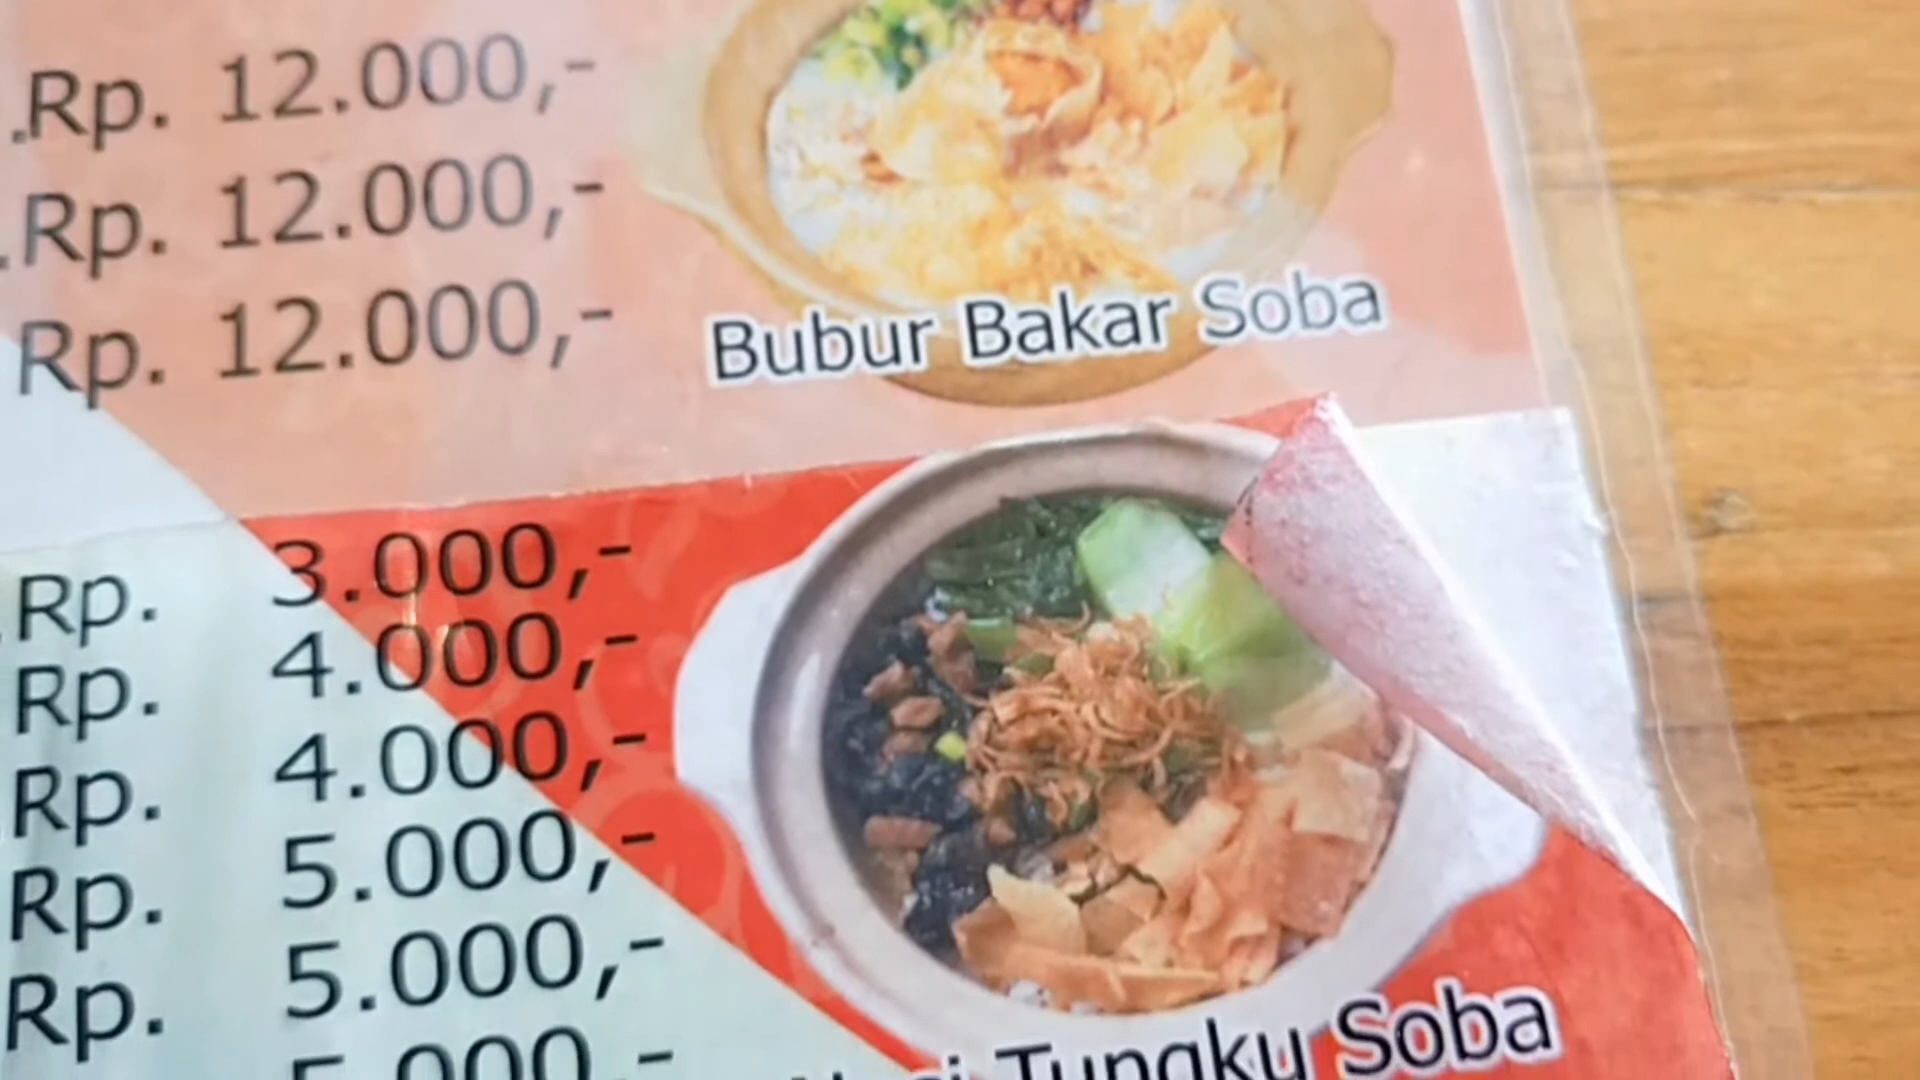 .Rp. 12.000,-
.Rp. 12.000,-
Rp. 12.000,-
Bubur Bakar Soba
.Rp. 3.000,-
Rp. 4.000,-
Rp. 4.000,-
Rp. 5.000,-
Rp. 5.000,-
5.000,-
Tungku Soba